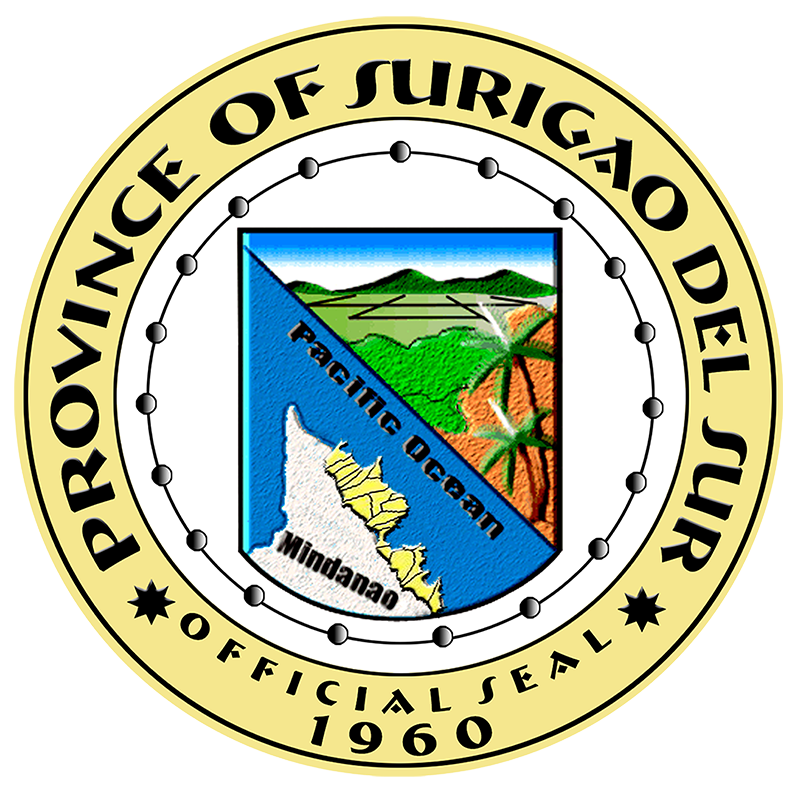 PROVINCE OF SURIGAO DEL SUR
Pacific Ocean
Mindanao
OFFICIAL SEAL
1960